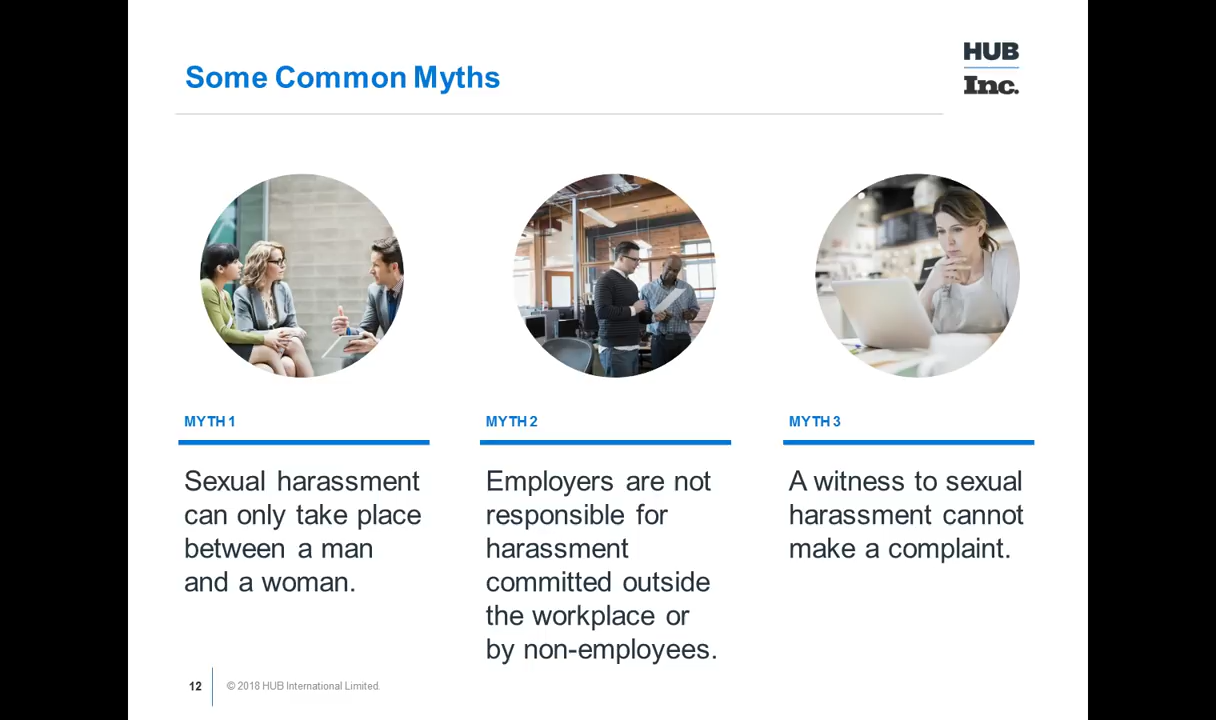 Some Common Myths
HUB
Inc.
MYTH 1
Sexual harassment
can only take place
between a man
and a woman.
MYTH 2
Employers are not
responsible for
harassment
committed outside
the workplace or
by non-employees.
MYTH 3
A witness to sexual
harassment cannot
make a complaint.
12
© 2018 HUB International Limited.